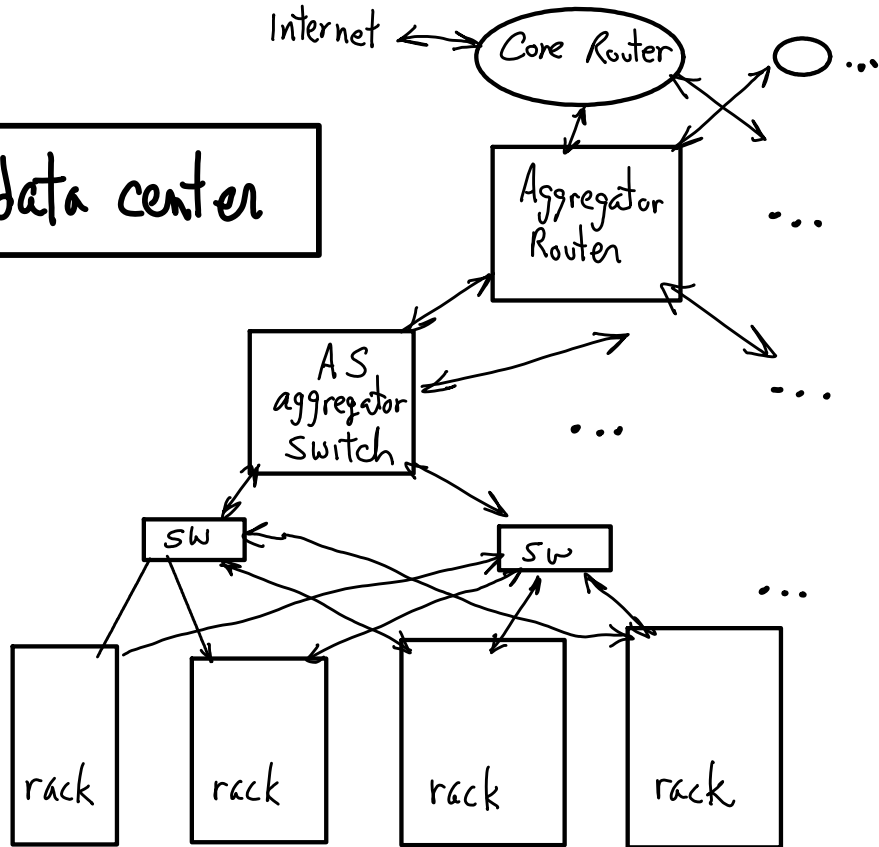 Internet
Core Router
...
data center
Aggregator
Router
...
AS
aggregator
switch
...
...
sw
sw
...
rack
rack
rack
rack